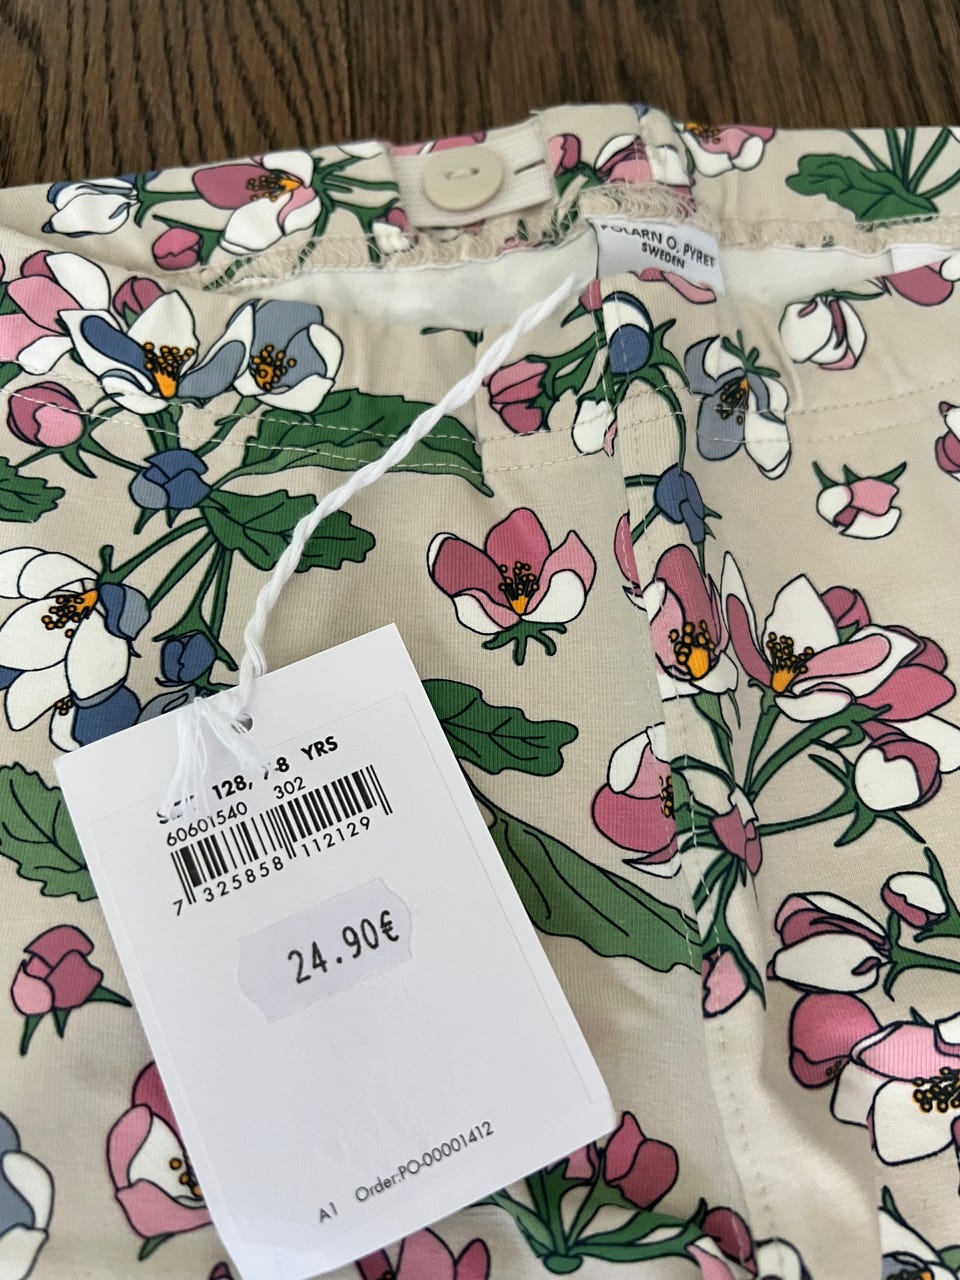 POLARN O. PYRET
SWEDEN
128, 7-8 YRS
60601540 302
7 325858 112129
24.90€
A1 Order:PO-00001412